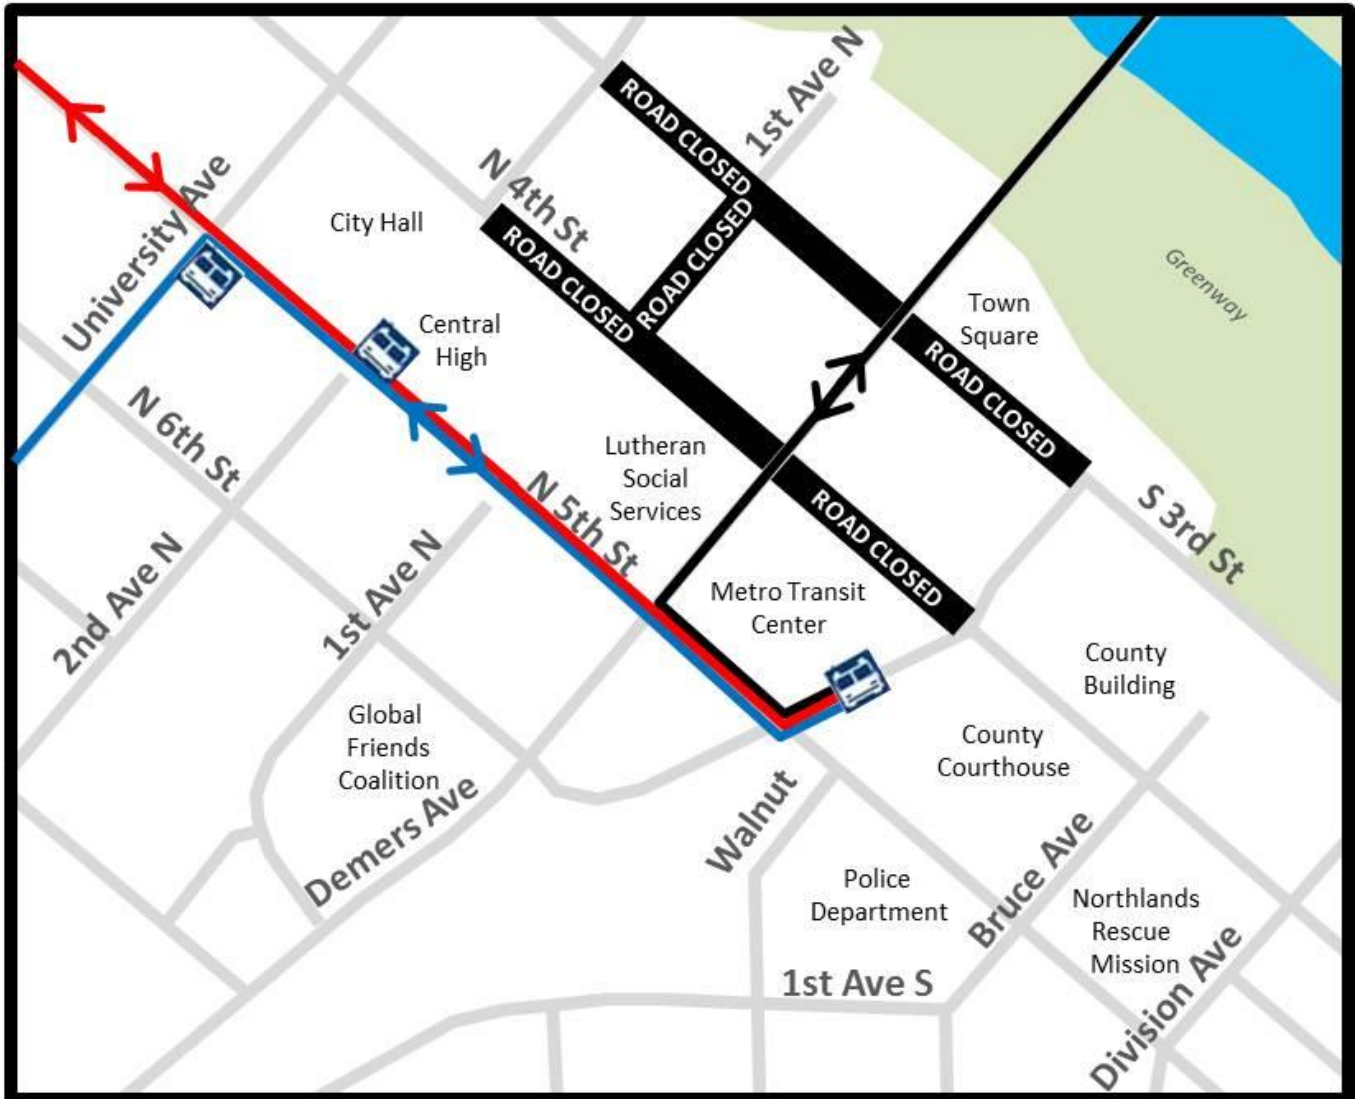 ROAD CLOSED
1st Ave N
N 4th St
University Ave
City Hall
ROAD CLOSED
ROAD CLOSED
Greenway
Town
Square
Central
High
ROAD CLOSED
N 6th St
Lutheran
Social
Services
N 5th St
ROAD CLOSED
S 3rd St
2nd Ave N
1st Ave N
Metro Transit
Center
County
Building
Global
Friends
Coalition
County
Courthouse
Demers Ave
Walnut
Police
Department
Bruce Ave
Northlands
Rescue
Mission
1st Ave S
Division Ave